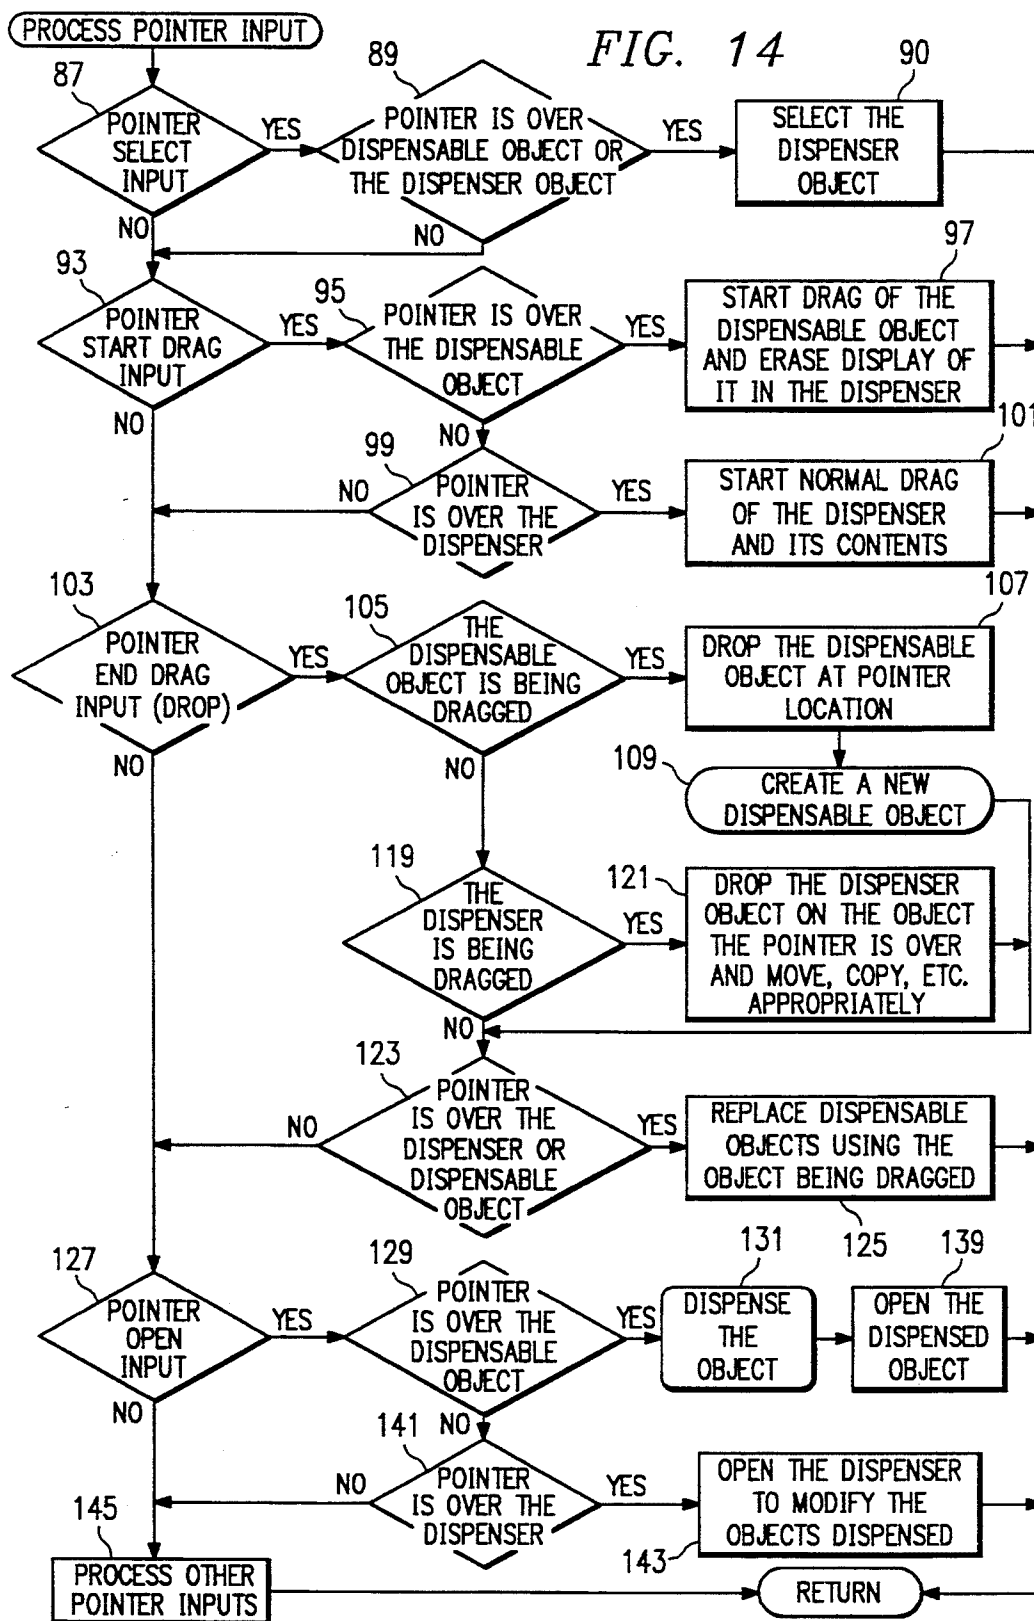 PROCESS POINTER INPUT
FIG. 14
87
POINTER
SELECT
INPUT
YES
NO
89
POINTER IS OVER
DISPENSABLE OBJECT OR
THE DISPENSER OBJECT
YES
NO
90
SELECT THE
DISPENSER
OBJECT
93
POINTER
START DRAG
INPUT
YES
NO
95
POINTER IS OVER
THE DISPENSABLE
OBJECT
YES
NO
97
START DRAG OF THE
DISPENSABLE OBJECT
AND ERASE DISPLAY OF
IT IN THE DISPENSER
99
POINTER
IS OVER THE
DISPENSER
NO
YES
101
START NORMAL DRAG
OF THE DISPENSER
AND ITS CONTENTS
103
POINTER
END DRAG
INPUT (DROP)
YES
NO
105
THE
DISPENSABLE
OBJECT IS BEING
DRAGGED
YES
NO
107
DROP THE DISPENSABLE
OBJECT AT POINTER
LOCATION
109
CREATE A NEW
DISPENSABLE OBJECT
119
THE
DISPENSER
IS BEING
DRAGGED
YES
NO
121
DROP THE DISPENSER
OBJECT ON THE OBJECT
THE POINTER IS OVER
AND MOVE, COPY, ETC.
APPROPRIATELY
123
POINTER
IS OVER THE
DISPENSER OR
DISPENSABLE
OBJECT
NO
YES
REPLACE DISPENSABLE
OBJECTS USING THE
OBJECT BEING DRAGGED
125
127
POINTER
OPEN
INPUT
YES
NO
129
POINTER
IS OVER THE
DISPENSABLE
OBJECT
YES
NO
131
DISPENSE
THE
OBJECT
139
OPEN THE
DISPENSED
OBJECT
141
POINTER
IS OVER THE
DISPENSER
NO
YES
OPEN THE DISPENSER
TO MODIFY THE
OBJECTS DISPENSED
143
145
PROCESS OTHER
POINTER INPUTS
RETURN